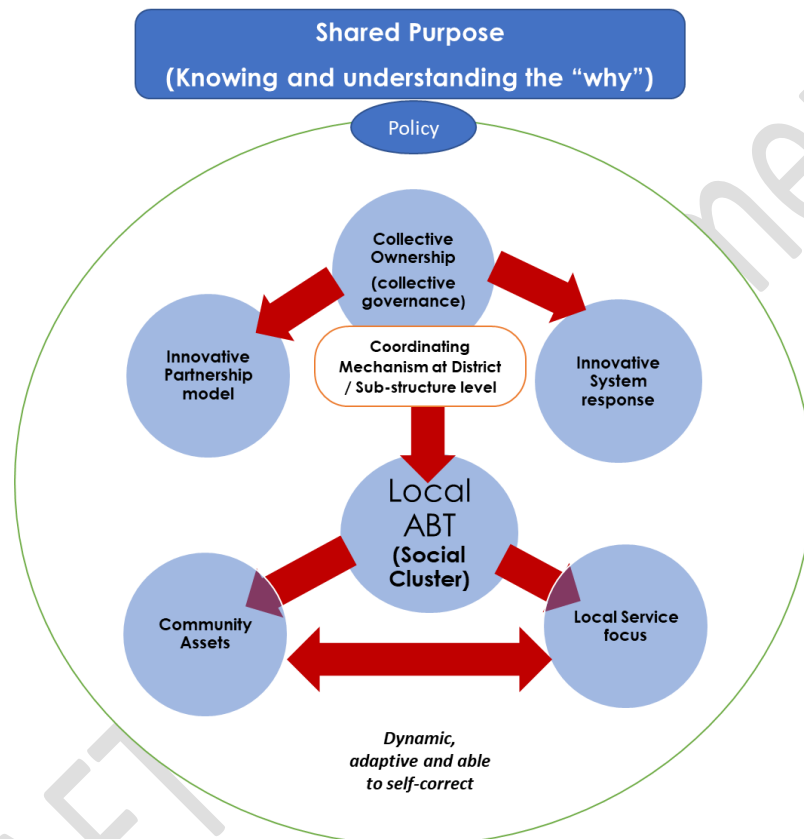 Shared Purpose
(Knowing and understanding the “why”)
Policy
Collective
Ownership
(collective
governance)
Innovative
Partnership
model
Coordinating
Mechanism at District
/ Sub-structure level
Innovative
System
response
Local
ABT
(Social
Cluster)
Community
Assets
Local Service
focus
Dynamic,
adaptive and able
to self-correct